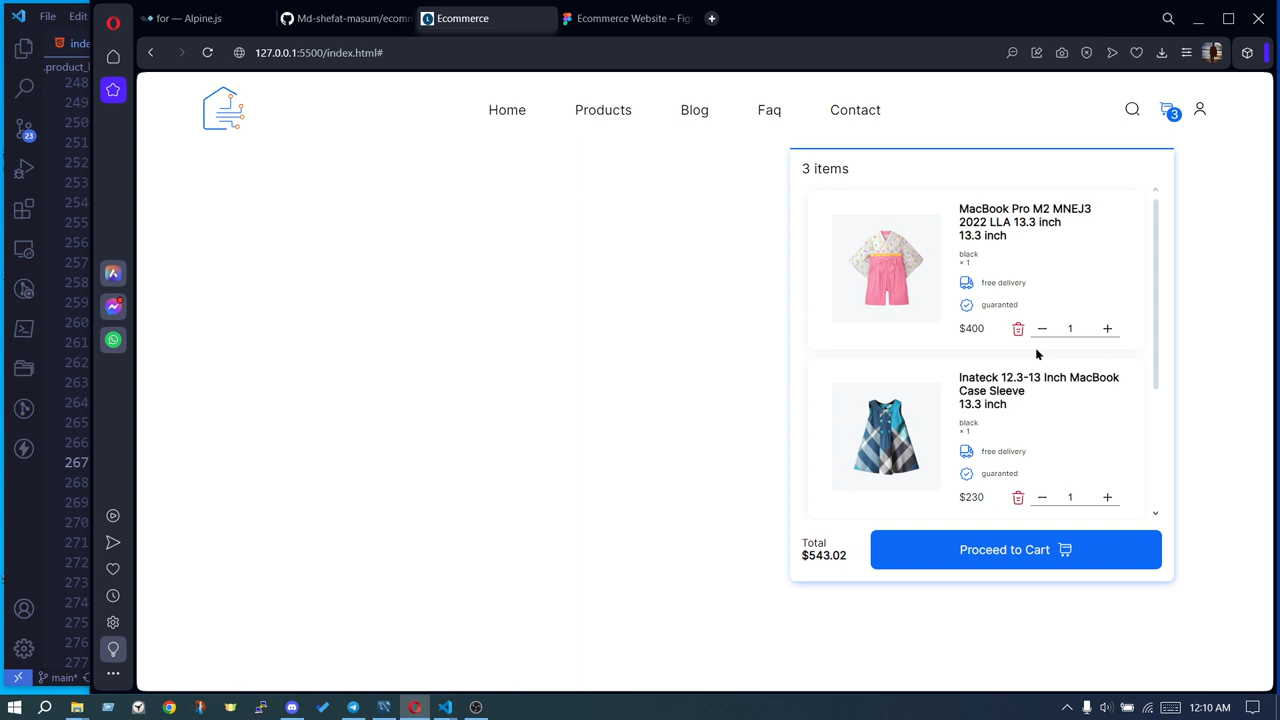 File Edit
for — Alpine.js
Md-shefat-masum/ecomm
Ecommerce
Ecommerce Website – Fig
127.0.0.1:5500/index.html#
inde
.product_
248
249
250
251
252
253
254
255
256
257
258
259
260
261
262
263
264
265
266
267
268
269
270
271
272
273
274
275
276
277
23
main*
Home
Products
Blog
Faq
Contact
3
3 items
MacBook Pro M2 MNEJ3
2022 LLA 13.3 inch
13.3 inch
black
× 1
free delivery
guaranted
$400
1
Inateck 12.3-13 Inch MacBook
Case Sleeve
13.3 inch
black
× 1
free delivery
guaranted
$230
1
Total
$543.02
Proceed to Cart
12:10 AM